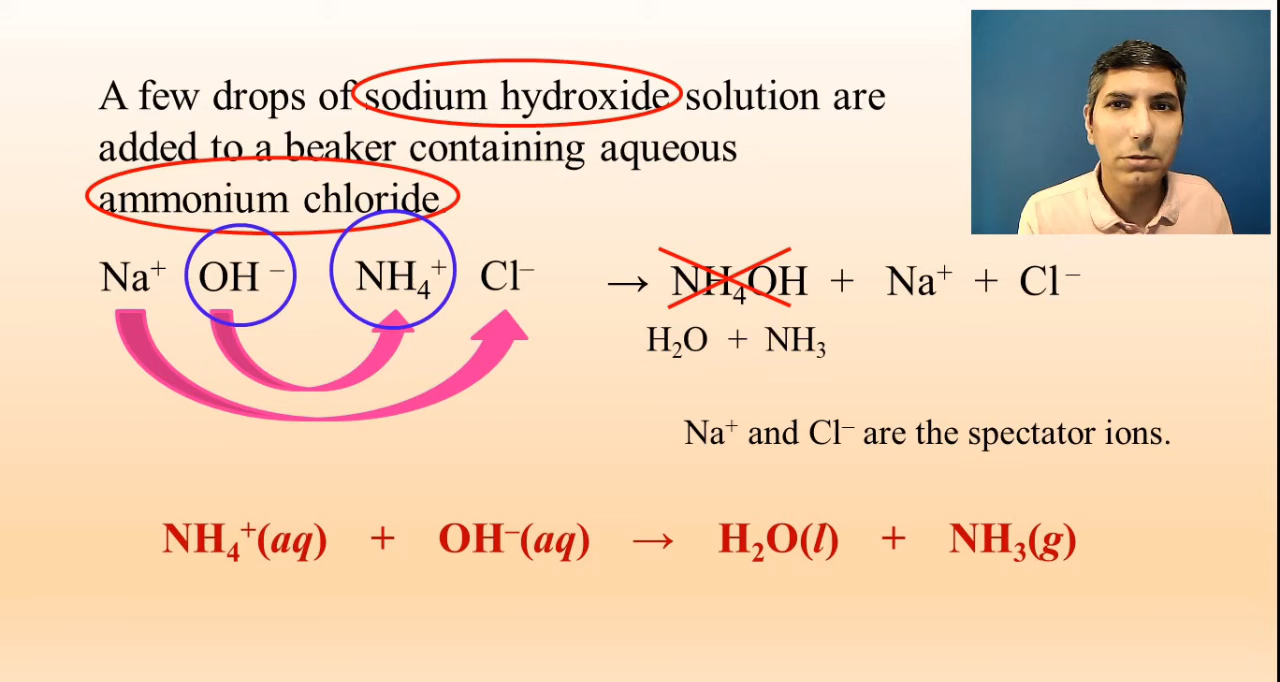 A few drops of sodium hydroxide solution are
added to a beaker containing aqueous
ammonium chloride
Na⁺ OH⁻ NH₄⁺ Cl⁻ → NH₄OH + Na⁺ + Cl⁻
H₂O + NH₃
Na⁺ and Cl⁻ are the spectator ions.
NH₄⁺(aq) + OH⁻(aq) → H₂O(l) + NH₃(g)